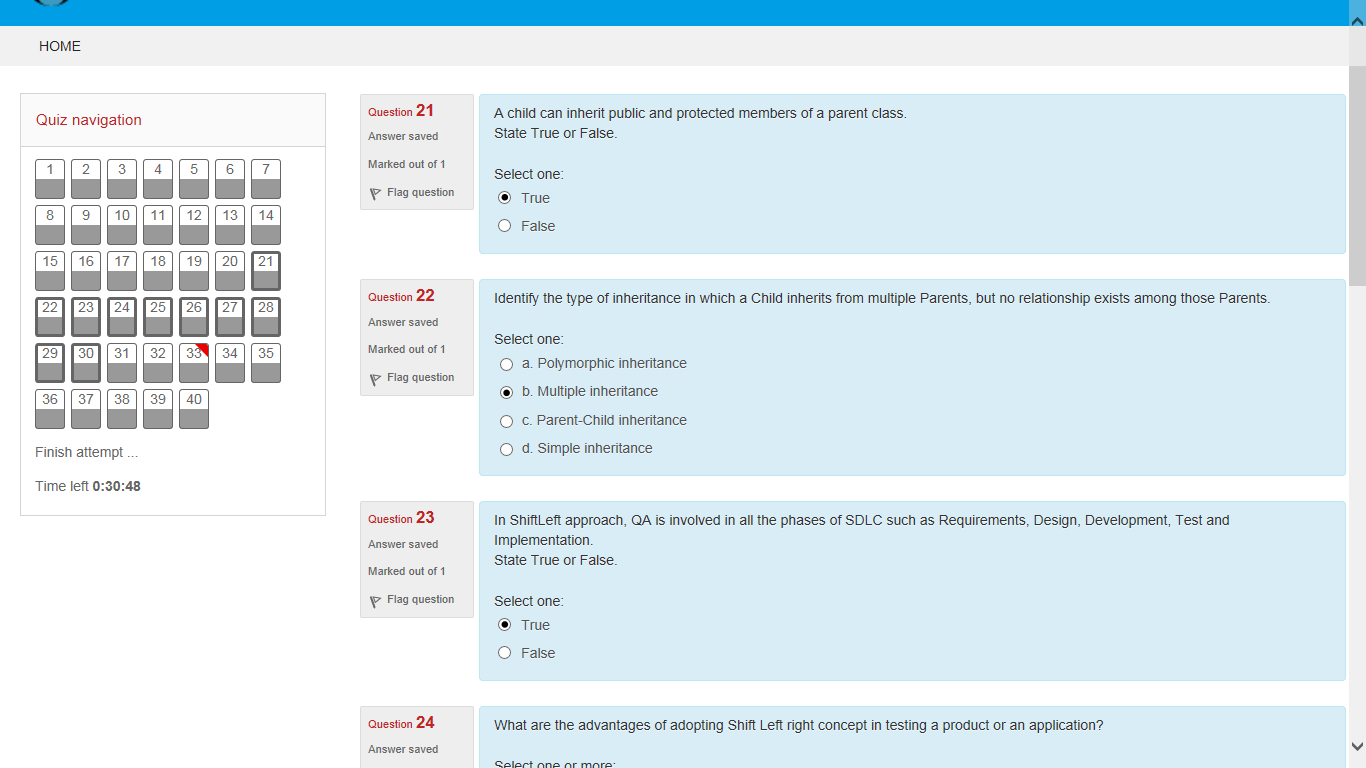 HOME
Quiz navigation
1 2 3 4 5 6 7
8 9 10 11 12 13 14
15 16 17 18 19 20 21
22 23 24 25 26 27 28
29 30 31 32 33 34 35
36 37 38 39 40
Finish attempt ...
Time left 0:30:48
Question 21
Answer saved
Marked out of 1
Flag question
A child can inherit public and protected members of a parent class.
State True or False.
Select one:
True
False
Question 22
Answer saved
Marked out of 1
Flag question
Identify the type of inheritance in which a Child inherits from multiple Parents, but no relationship exists among those Parents.
Select one:
a. Polymorphic inheritance
b. Multiple inheritance
c. Parent-Child inheritance
d. Simple inheritance
Question 23
Answer saved
Marked out of 1
Flag question
In ShiftLeft approach, QA is involved in all the phases of SDLC such as Requirements, Design, Development, Test and
Implementation.
State True or False.
Select one:
True
False
Question 24
Answer saved
What are the advantages of adopting Shift Left right concept in testing a product or an application?
Select one or more: